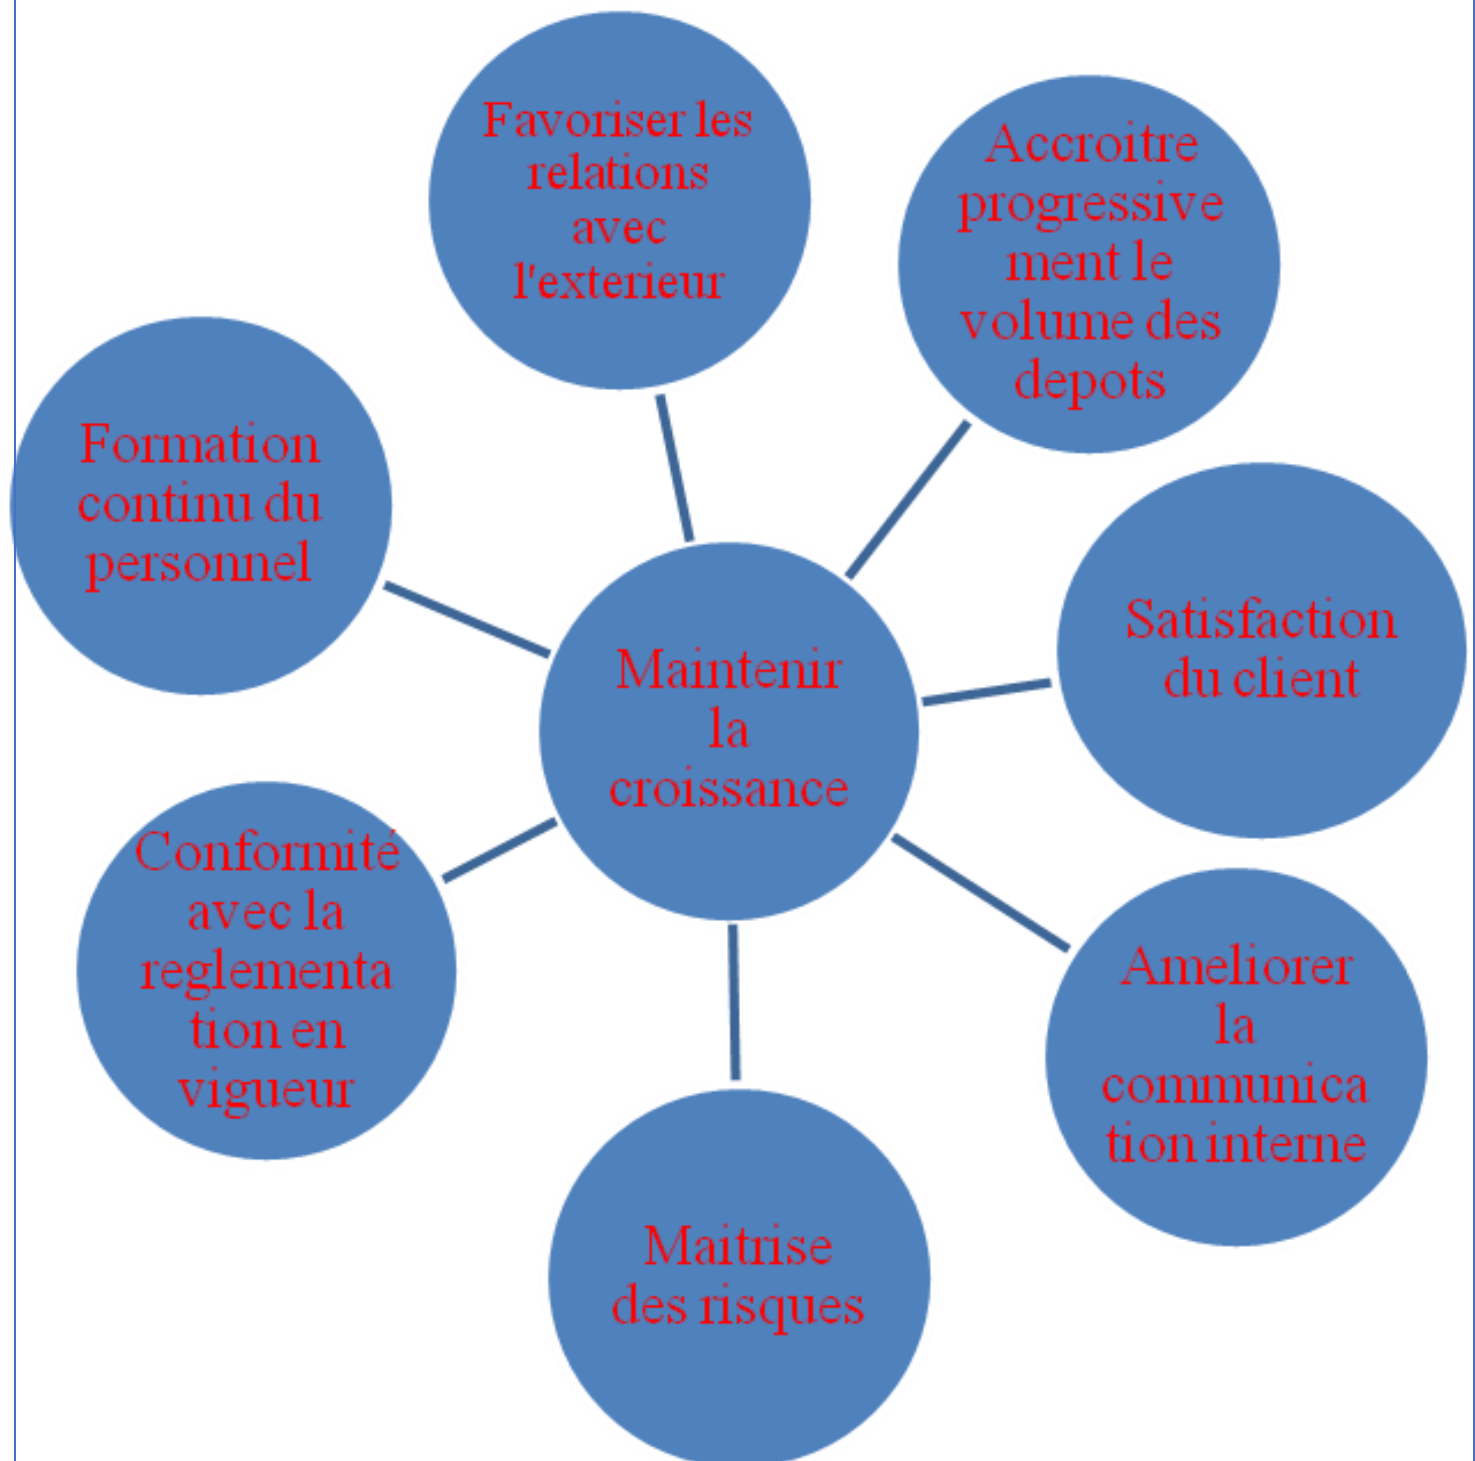 Favoriser les
relations
avec
l'exterieur
Accroitre
progressive
ment le
volume des
depots
Formation
continu du
personnel
Satisfaction
du client
Maintenir
la
croissance
Conformité
avec la
reglementa
tion en
vigueur
Ameliorer
la
communica
tion interne
Maitrise
des risques